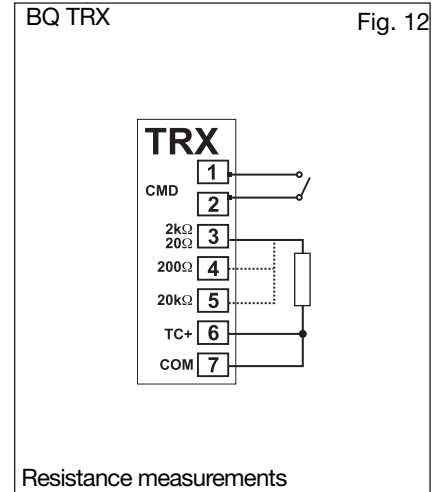 BQ TRX
Fig. 12
TRX
CMD
1
2
2kΩ
20Ω
3
200Ω 4
20kΩ 5
TC+ 6
COM 7
Resistance measurements